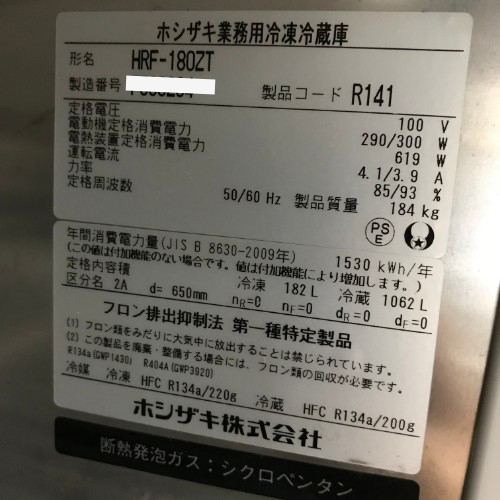 ホシザキ業務用冷凍冷蔵庫
形名 HRF-180ZT
製造番号
製品コード R141
定格電圧 100 V
電動機定格消費電力 290/300 W
電熱装置定格消費電力 619 W
運転電流 4.1/3.9 A
力率 85/93 %
定格周波数 50/60 Hz 製品質量 184 kg
PS
E
年間消費電力量(JIS B 8630-2009年) 1530 kWh/年
(この値は付加機能のない場合です。値は付加機能により増加します。)
定格内容積 冷凍 182 L 冷蔵 1062 L
区分名 2A d= 650mm nR=0 nF=0 dR=0 dF=0
フロン排出抑制法 第一種特定製品
(1) フロン類をみだりに大気中に放出することは禁じられています。
(2) この製品を廃棄・整備する場合には、フロン類の回収が必要です。
R134a(GWP1430) R404A(GWP3920)
冷媒 冷凍 HFC R134a/220g 冷蔵 HFC R134a/200g
ホシザキ株式会社
断熱発泡ガス：シクロペンタン